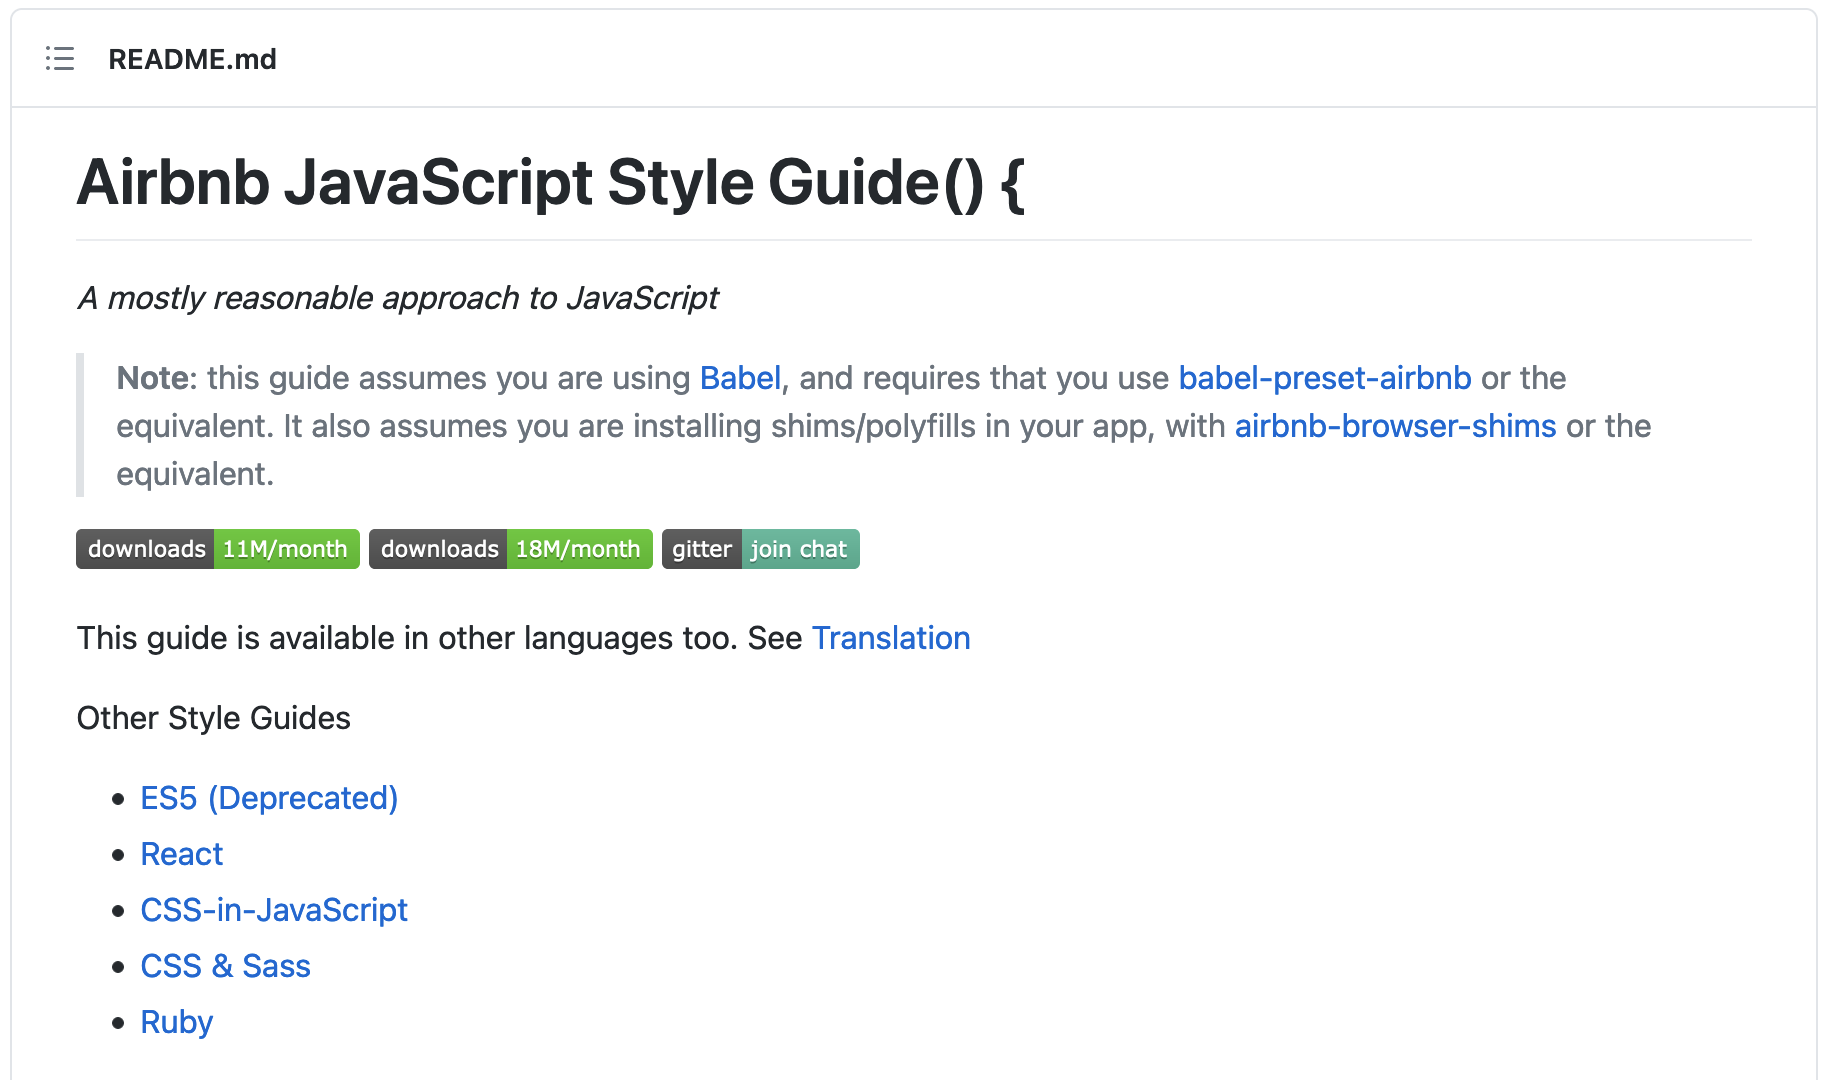 README.md
Airbnb JavaScript Style Guide() {
A mostly reasonable approach to JavaScript
Note: this guide assumes you are using Babel, and requires that you use babel-preset-airbnb or the
equivalent. It also assumes you are installing shims/polyfills in your app, with airbnb-browser-shims or the
equivalent.
downloads 11M/month downloads 18M/month gitter join chat
This guide is available in other languages too. See Translation
Other Style Guides
• ES5 (Deprecated)
• React
• CSS-in-JavaScript
• CSS & Sass
• Ruby